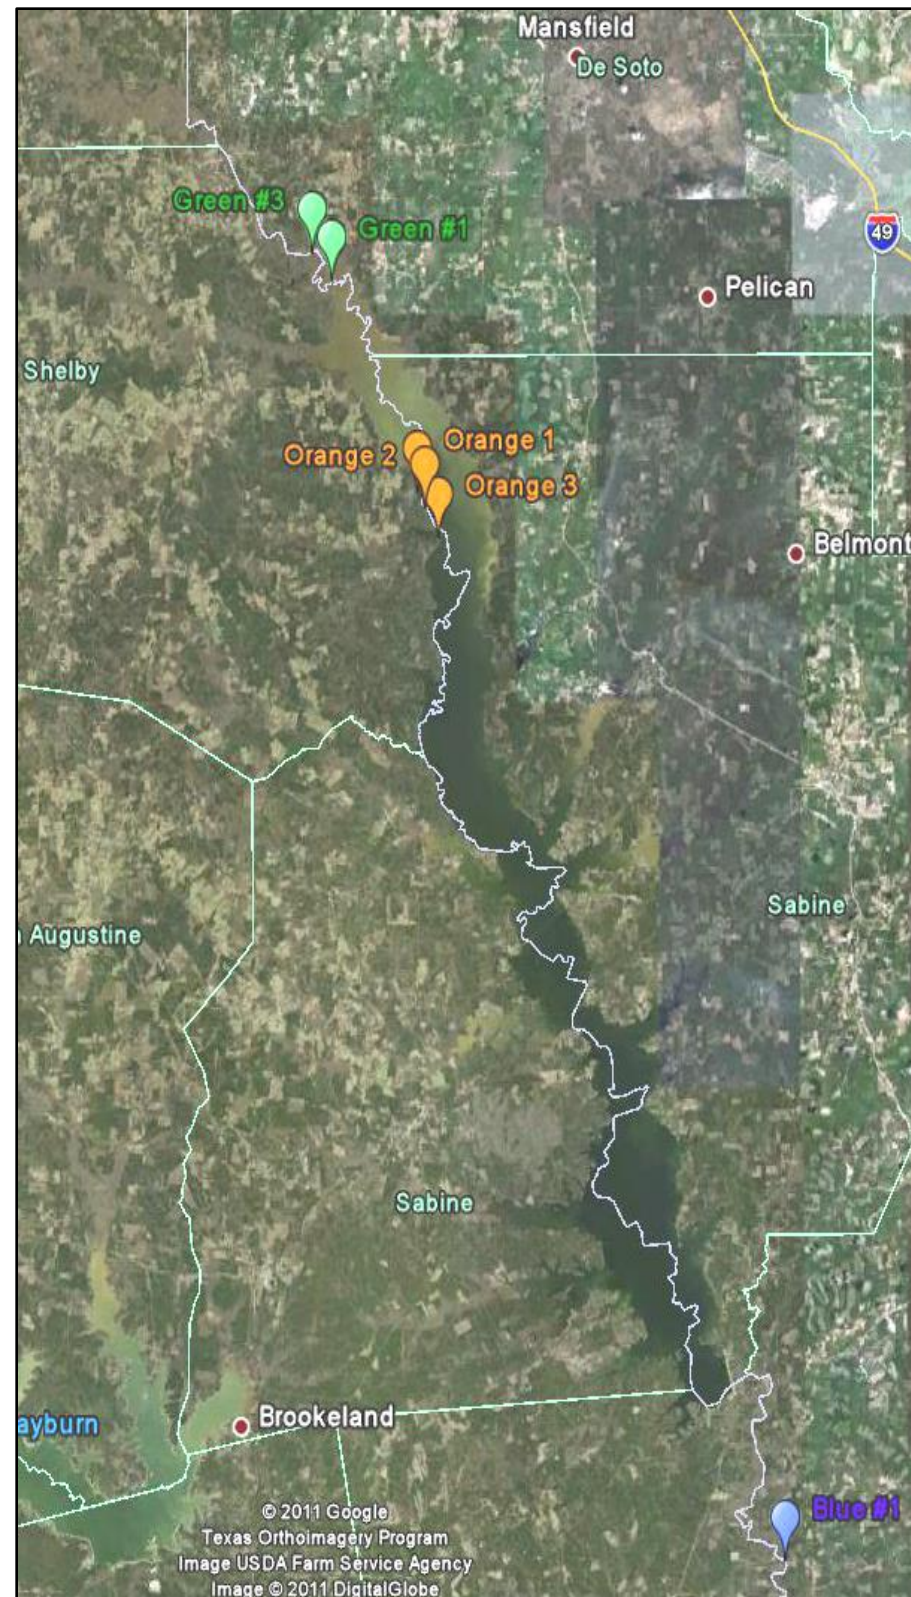 Mansfield
De Soto
Green #3
Green #1
49
Pelican
Shelby
Orange 1
Orange 2
Orange 3
Belmont
Sabine
n Augustine
Sabine
Brookeland
ayburn
Blue #1
© 2011 Google
Texas Orthoimagery Program
Image USDA Farm Service Agency
Image © 2011 DigitalGlobe